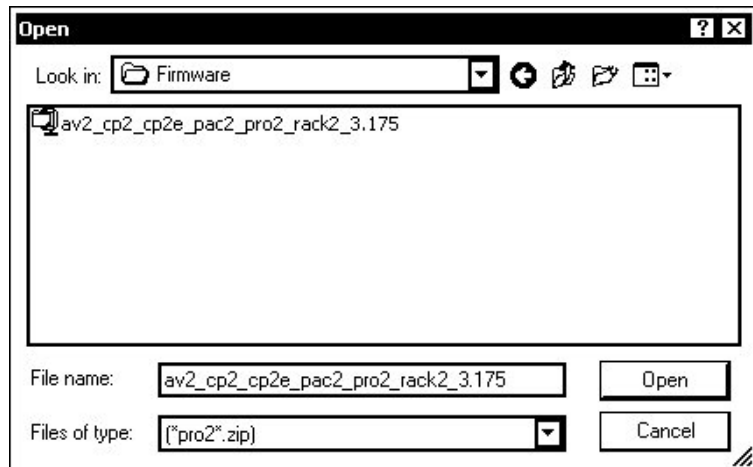 Open
Look in: Firmware
av2_cp2_cp2e_pac2_pro2_rack2_3.175
File name: av2_cp2_cp2e_pac2_pro2_rack2_3.175 Open
Files of type: (*pro2*.zip) Cancel